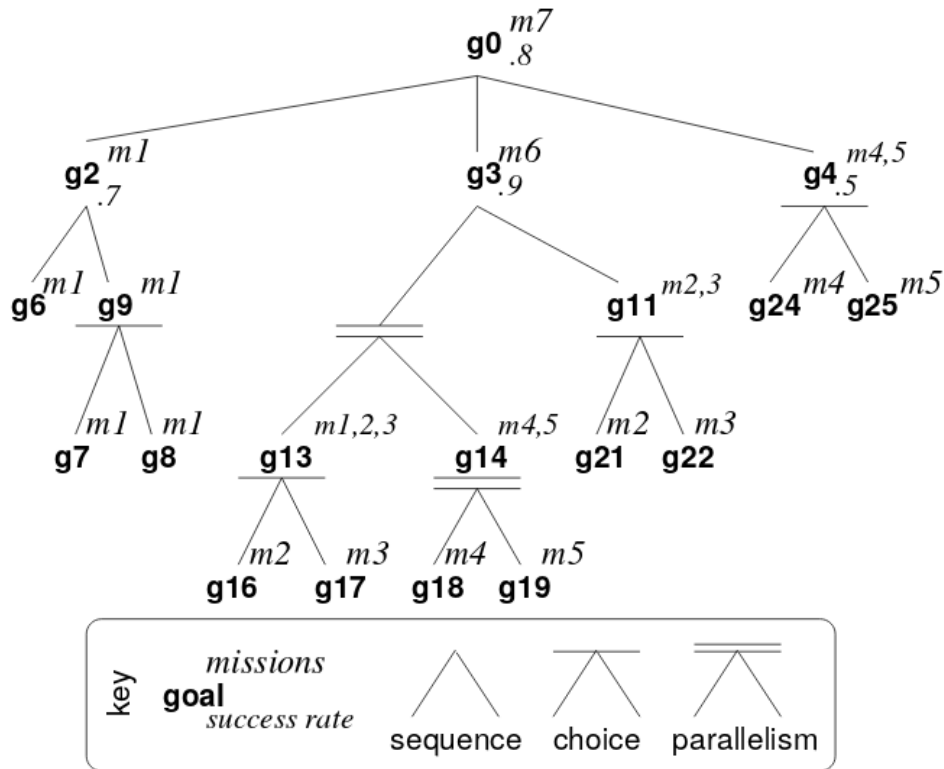 g0 m7 .8
g2 m1 .7
g3 m6 .9
g4 m4,5 .5
g6 m1
g9 m1
g11 m2,3
g24 m4
g25 m5
g7 m1
g8 m1
g13 m1,2,3
g14 m4,5
g21 m2
g22 m3
g16 m2
g17 m3
g18 m4
g19 m5
key
missions
goal
success rate
sequence
choice
parallelism